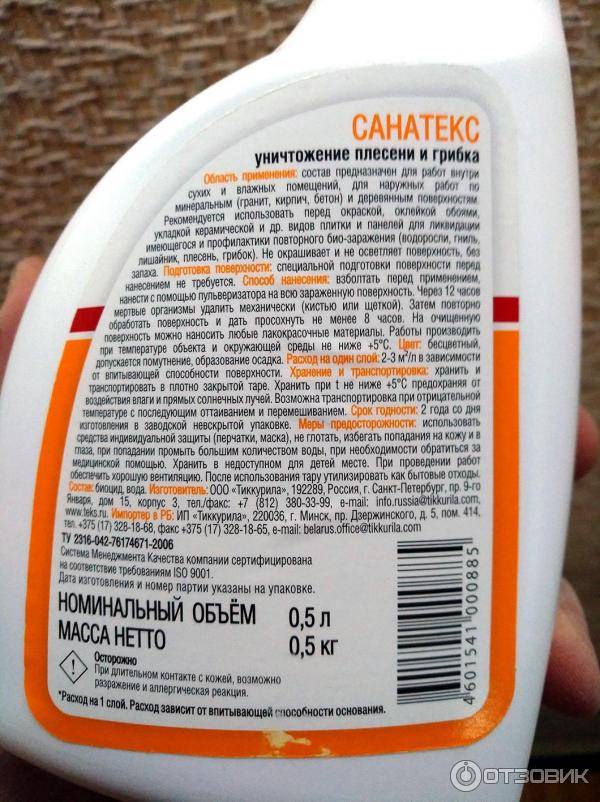 САНАТЕКС
уничтожение плесени и грибка
Область применения: состав предназначен для работ внутри
сухих и влажных помещений, для наружных работ по
минеральным (гранит, кирпич, бетон) и деревянным поверхностям.
Рекомендуется использовать перед окраской, оклейкой обоями,
укладкой керамической и др. видов плитки и панелей для ликвидации
имеющегося и профилактики повторного био-заражения (водоросли, гниль,
лишайник, плесень, грибок). Не окрашивает и не осветляет поверхность, без
запаха. Подготовка поверхности: специальной подготовки поверхности перед
нанесением не требуется. Способ нанесения: взболтать перед применением,
нанести с помощью пульверизатора на всю зараженную поверхность. Через 12 часов
мертвые организмы удалить механически (кистью или щеткой). Затем повторно
обработать поверхность и дать просохнуть не менее 8 часов. На очищенную
поверхность можно наносить любые лакокрасочные материалы. Работы производить
при температуре объекта и окружающей среды не ниже +5°С. Цвет: бесцветный,
допускается помутнение, образование осадка. Расход на один слой: 2-3 м²/л в зависимости
от впитывающей способности поверхности. Хранение и транспортировка: хранить и
транспортировать в плотно закрытой таре. Хранить при t не ниже +5°С предохраняя от
воздействия влаги и прямых солнечных лучей. Возможна транспортировка при отрицательной
температуре с последующим оттаиванием и перемешиванием. Срок годности: 2 года со дня
изготовления в заводской невскрытой упаковке. Меры предосторожности: использовать
средства индивидуальной защиты (перчатки, маска), не глотать, избегать попадания на кожу и в
глаза, при попадании промыть большим количеством воды, при необходимости обратиться за
медицинской помощью. Хранить в недоступном для детей месте. При проведении работ
обеспечить хорошую вентиляцию. После использования тару утилизировать как бытовые отходы.
Состав: биоцид, вода. Изготовитель: ООО «Тиккурила», 192289, Россия, г. Санкт-Петербург, пр. 9-го
Января, дом 15, корпус 3, тел./факс: +7 (812) 380-33-99, e-mail: info.russia@tikkurila.com,
www.teks.ru. Импортер в РБ: ИП «Тиккурила», 220036, г. Минск, пр. Дзержинского, д. 5, пом. 414,
тел. +375 (17) 328-18-68, факс +375 (17) 328-18-65, e-mail: belarus.office@tikkurila.com
ТУ 2316-042-76174671-2006
Система Менеджмента Качества компании сертифицирована
на соответствие требованиям ISO 9001.
Дата изготовления и номер партии указаны на упаковке.
НОМИНАЛЬНЫЙ ОБЪЁМ 0,5 л
МАССА НЕТТО 0,5 кг
Осторожно
При длительном контакте с кожей, возможно
раздражение и аллергическая реакция.
*Расход на 1 слой. Расход зависит от впитывающей способности основания.
4601541000885
ОТЗОВИК